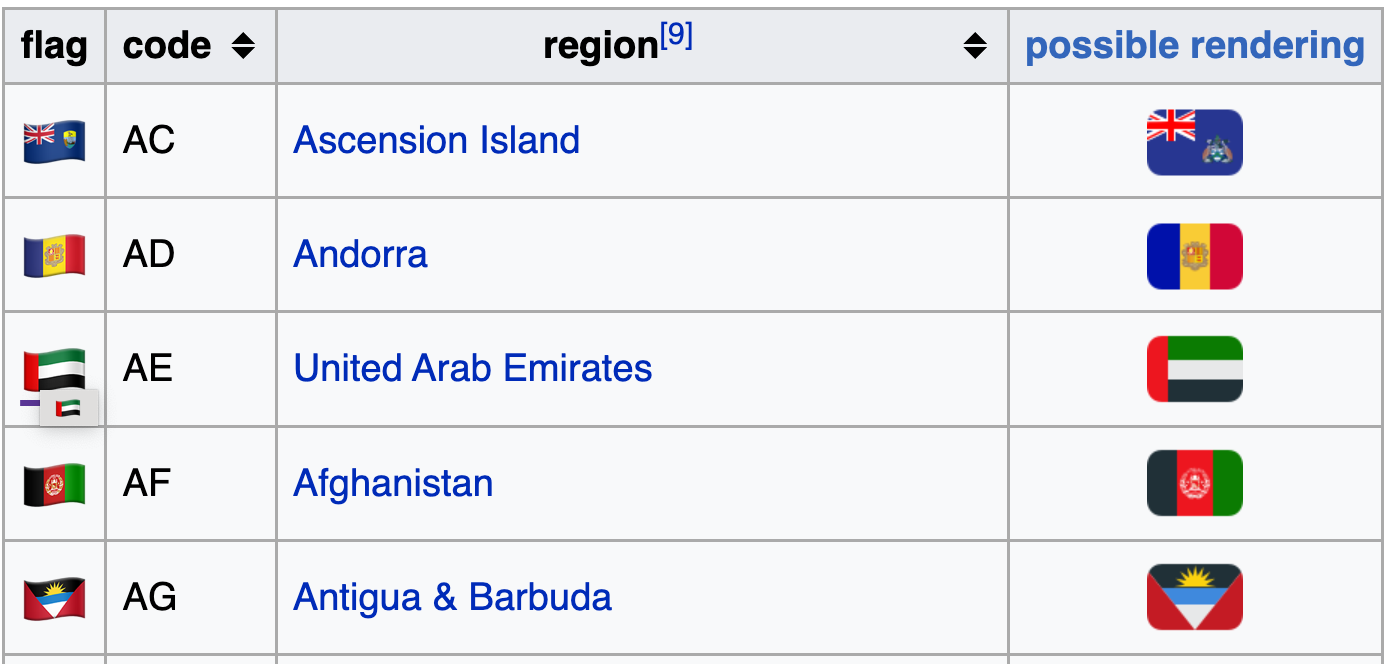 flag code region[9] possible rendering
AC Ascension Island
AD Andorra
AE United Arab Emirates
AF Afghanistan
AG Antigua & Barbuda